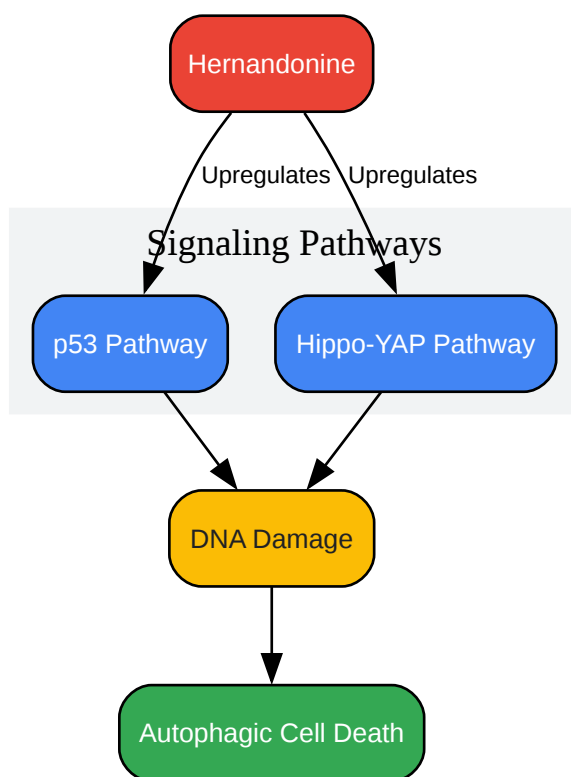 Hernandonine
Upregulates Upregulates
Signaling Pathways
p53 Pathway
Hippo-YAP Pathway
DNA Damage
Autophagic Cell Death